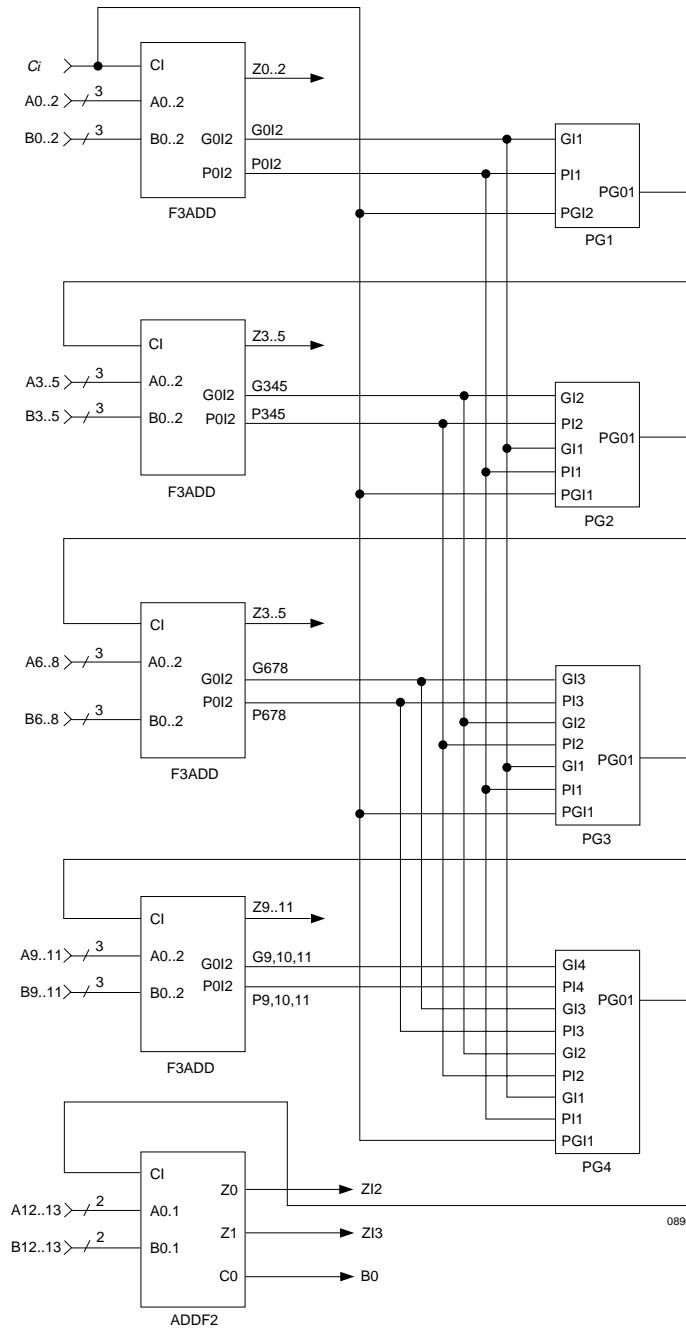 Ci
CI
Z0..2
A0..2
3
A0..2
B0..2
3
B0..2
G0I2
G0I2
P0I2
P0I2
F3ADD
GI1
PI1
PG01
PGI2
PG1
CI
Z3..5
A3..5
3
A0..2
B3..5
3
B0..2
G0I2
G345
P0I2
P345
F3ADD
GI2
PI2
PG01
GI1
PI1
PGI1
PG2
CI
Z3..5
A6..8
3
A0..2
B6..8
3
B0..2
G0I2
G678
P0I2
P678
F3ADD
GI3
PI3
GI2
PI2
PG01
GI1
PI1
PGI1
PG3
CI
Z9..11
A9..11
3
A0..2
B9..11
3
B0..2
G0I2
G9,10,11
P0I2
P9,10,11
F3ADD
GI4
PI4
PG01
GI3
PI3
GI2
PI2
GI1
PI1
PGI1
PG4
CI
A12..13
2
A0.1
B12..13
2
B0.1
Z0
ZI2
Z1
ZI3
C0
B0
ADDF2
089